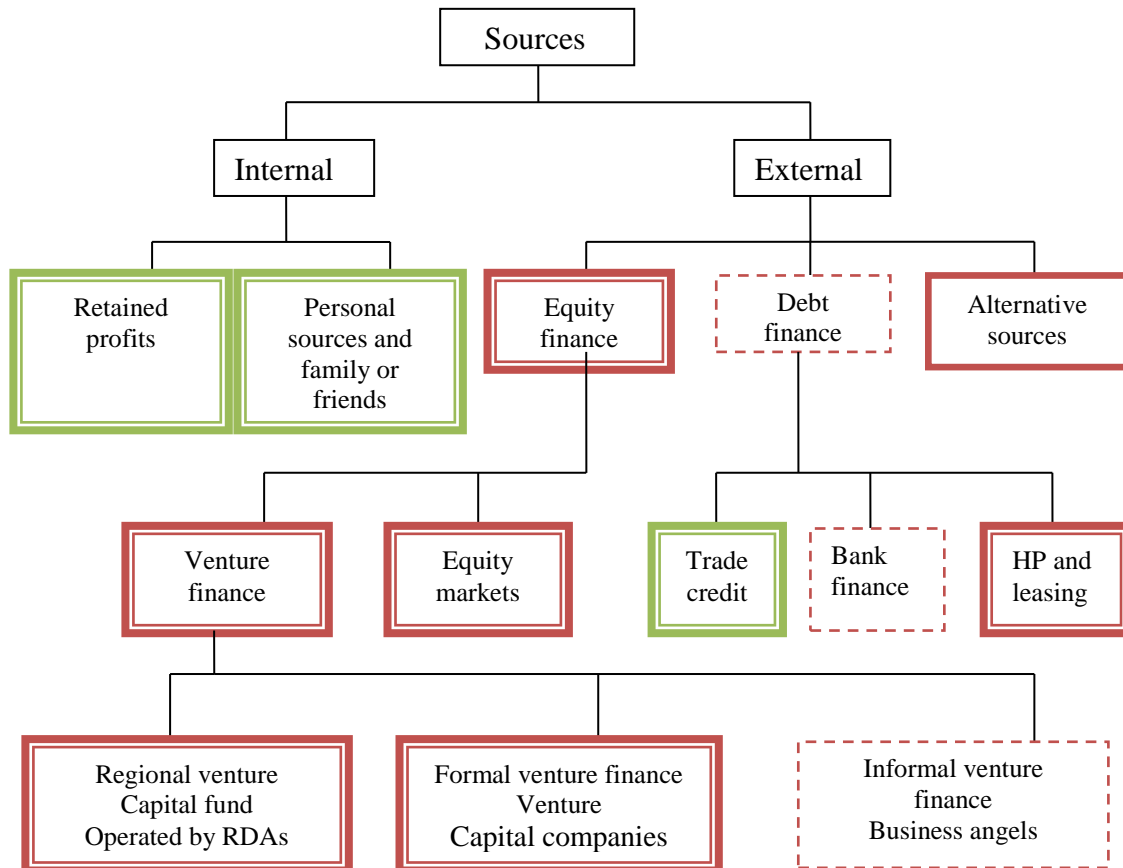 Sources
Internal
External
Retained
profits
Personal
sources and
family or
friends
Equity
finance
Debt
finance
Alternative
sources
Venture
finance
Equity
markets
Trade
credit
Bank
finance
HP and
leasing
Regional venture
Capital fund
Operated by RDAs
Formal venture finance
Venture
Capital companies
Informal venture
finance
Business angels